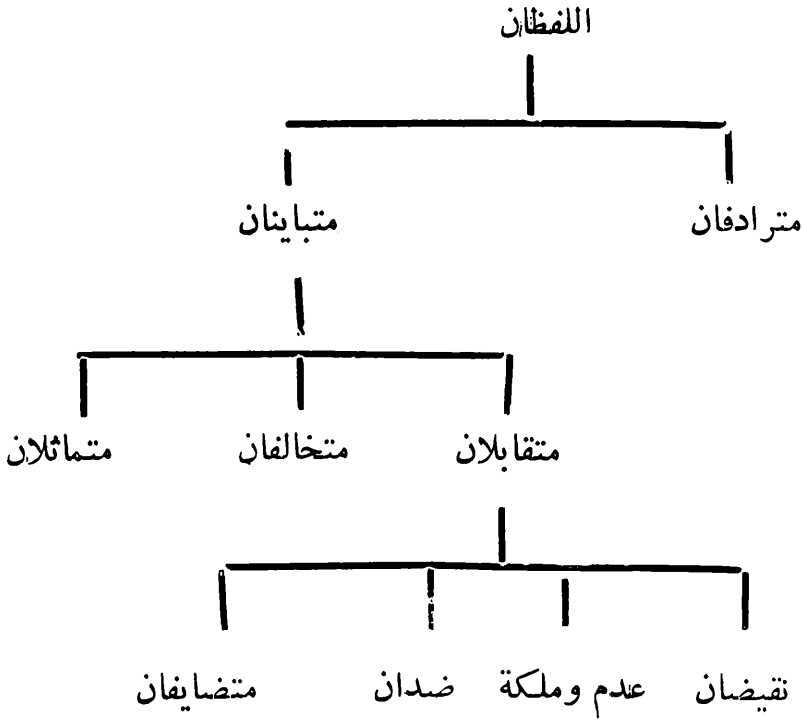 اللفظان
مترادفان
متباينان
متقابلان
متخالفان
متماثلان
نقيضان
عدم وملكة
ضدان
متضايفان